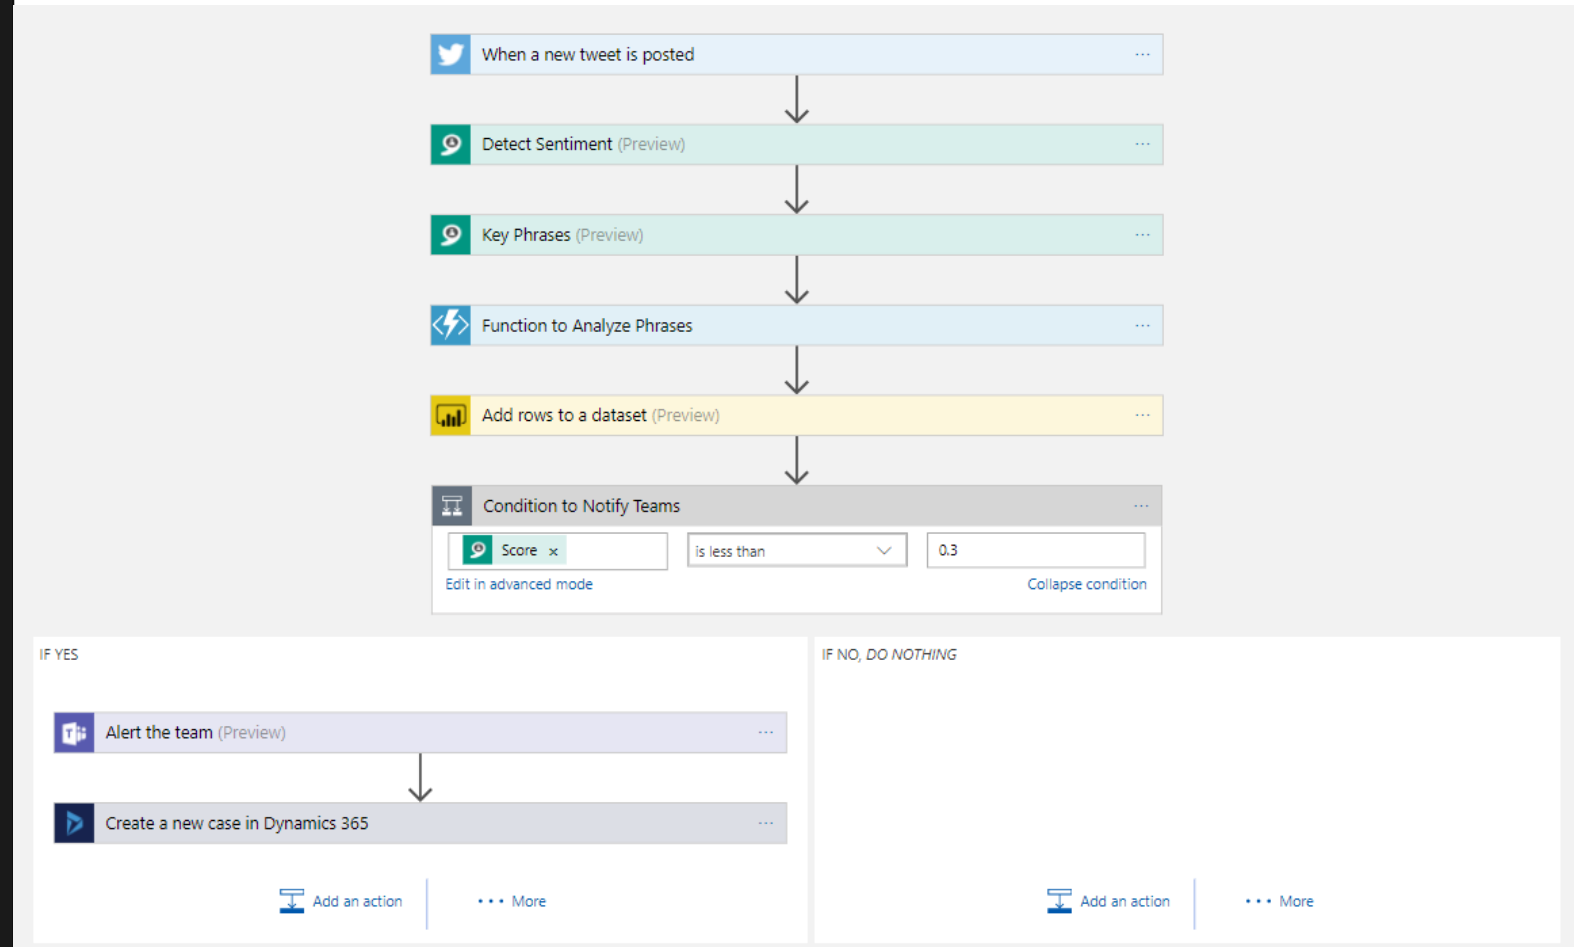 When a new tweet is posted
Detect Sentiment (Preview)
Key Phrases (Preview)
Function to Analyze Phrases
Add rows to a dataset (Preview)
Condition to Notify Teams
Score × is less than 0.3
Edit in advanced mode Collapse condition
IF YES
Alert the team (Preview)
Create a new case in Dynamics 365
Add an action ••• More
IF NO, DO NOTHING
Add an action ••• More